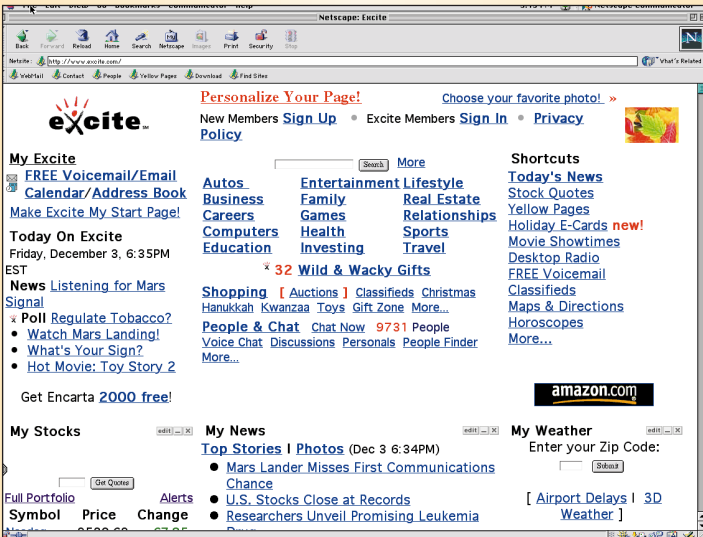 Netscape: Excite
Back Forward Reload Home Search Netscape Images Print Security Stop
N
Netsite: http://www.excite.com/ What's Related
WebMail Contact People Yellow Pages Download Find Sites
excite
Personalize Your Page! Choose your favorite photo! »
New Members Sign Up • Excite Members Sign In • Privacy
Policy
My Excite
FREE Voicemail/Email
Calendar/Address Book
Make Excite My Start Page!
Today On Excite
Friday, December 3, 6:35PM
EST
News Listening for Mars
Signal
Poll Regulate Tobacco?
• Watch Mars Landing!
• What's Your Sign?
• Hot Movie: Toy Story 2
Get Encarta 2000 free!
Search More
Autos Entertainment Lifestyle
Business Family Real Estate
Careers Games Relationships
Computers Health Sports
Education Investing Travel
32 Wild & Wacky Gifts
Shopping [ Auctions ] Classifieds Christmas
Hanukkah Kwanzaa Toys Gift Zone More...
People & Chat Chat Now 9731 People
Voice Chat Discussions Personals People Finder
More...
Shortcuts
Today's News
Stock Quotes
Yellow Pages
Holiday E-Cards new!
Movie Showtimes
Desktop Radio
FREE Voicemail
Classifieds
Maps & Directions
Horoscopes
More...
amazon.com
My Stocks edit
Get Quotes
Full Portfolio Alerts
Symbol Price Change
My News edit
Top Stories | Photos (Dec 3 6:34PM)
• Mars Lander Misses First Communications
Chance
• U.S. Stocks Close at Records
• Researchers Unveil Promising Leukemia
My Weather edit
Enter your Zip Code:
Submit
[ Airport Delays | 3D
Weather ]